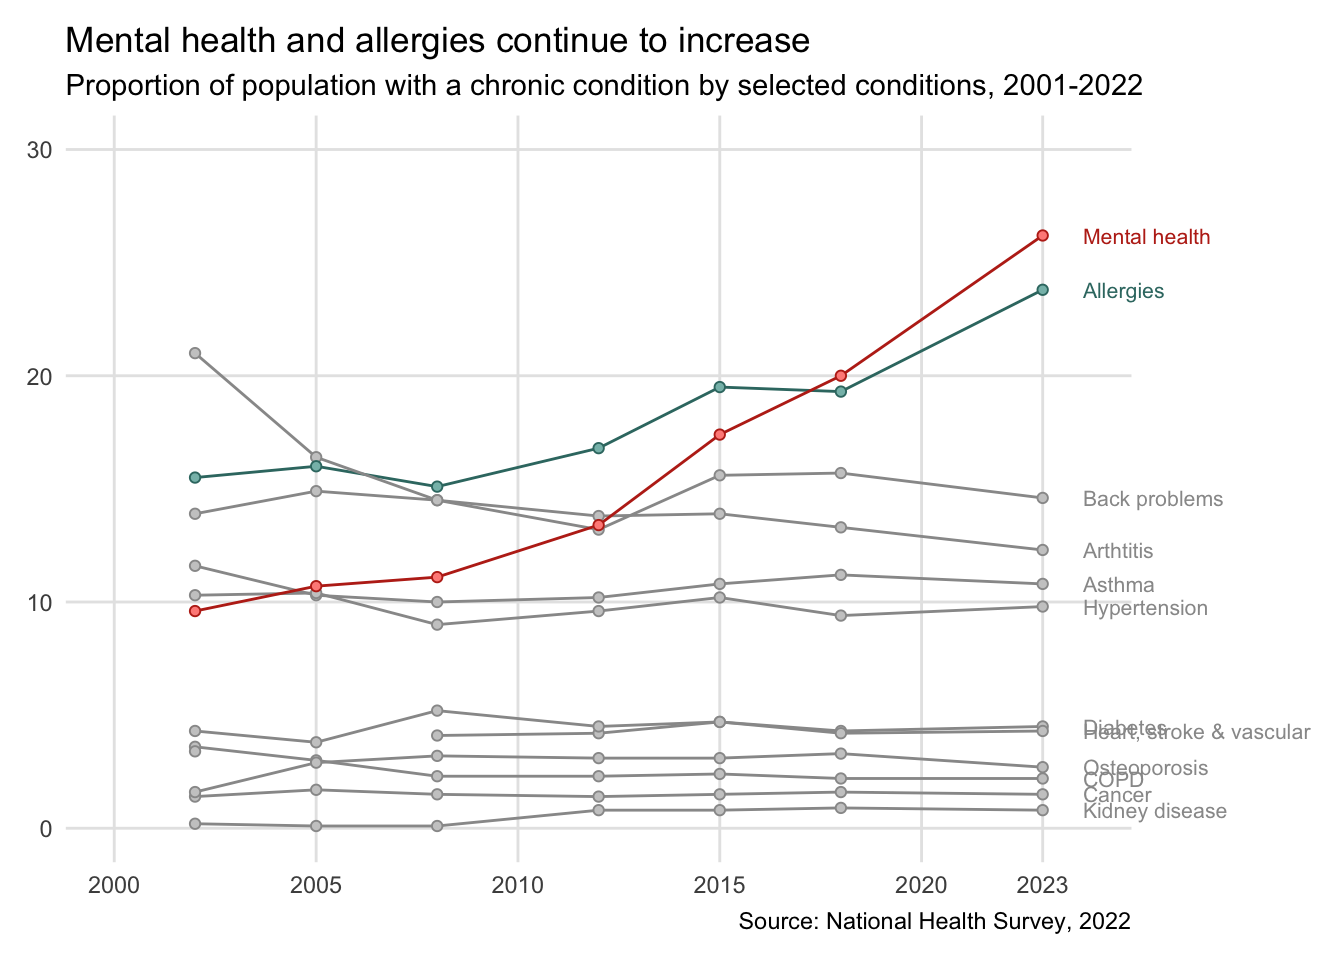 Mental health and allergies continue to increase
Proportion of population with a chronic condition by selected conditions, 2001-2022
30
20
10
0
Mental health
Allergies
Back problems
Arthtitis
Asthma
Hypertension
Diabetes
Heart, stroke & vascular
Osteoporosis
COPD
Cancer
Kidney disease
2000 2005 2010 2015 2020 2023
Source: National Health Survey, 2022